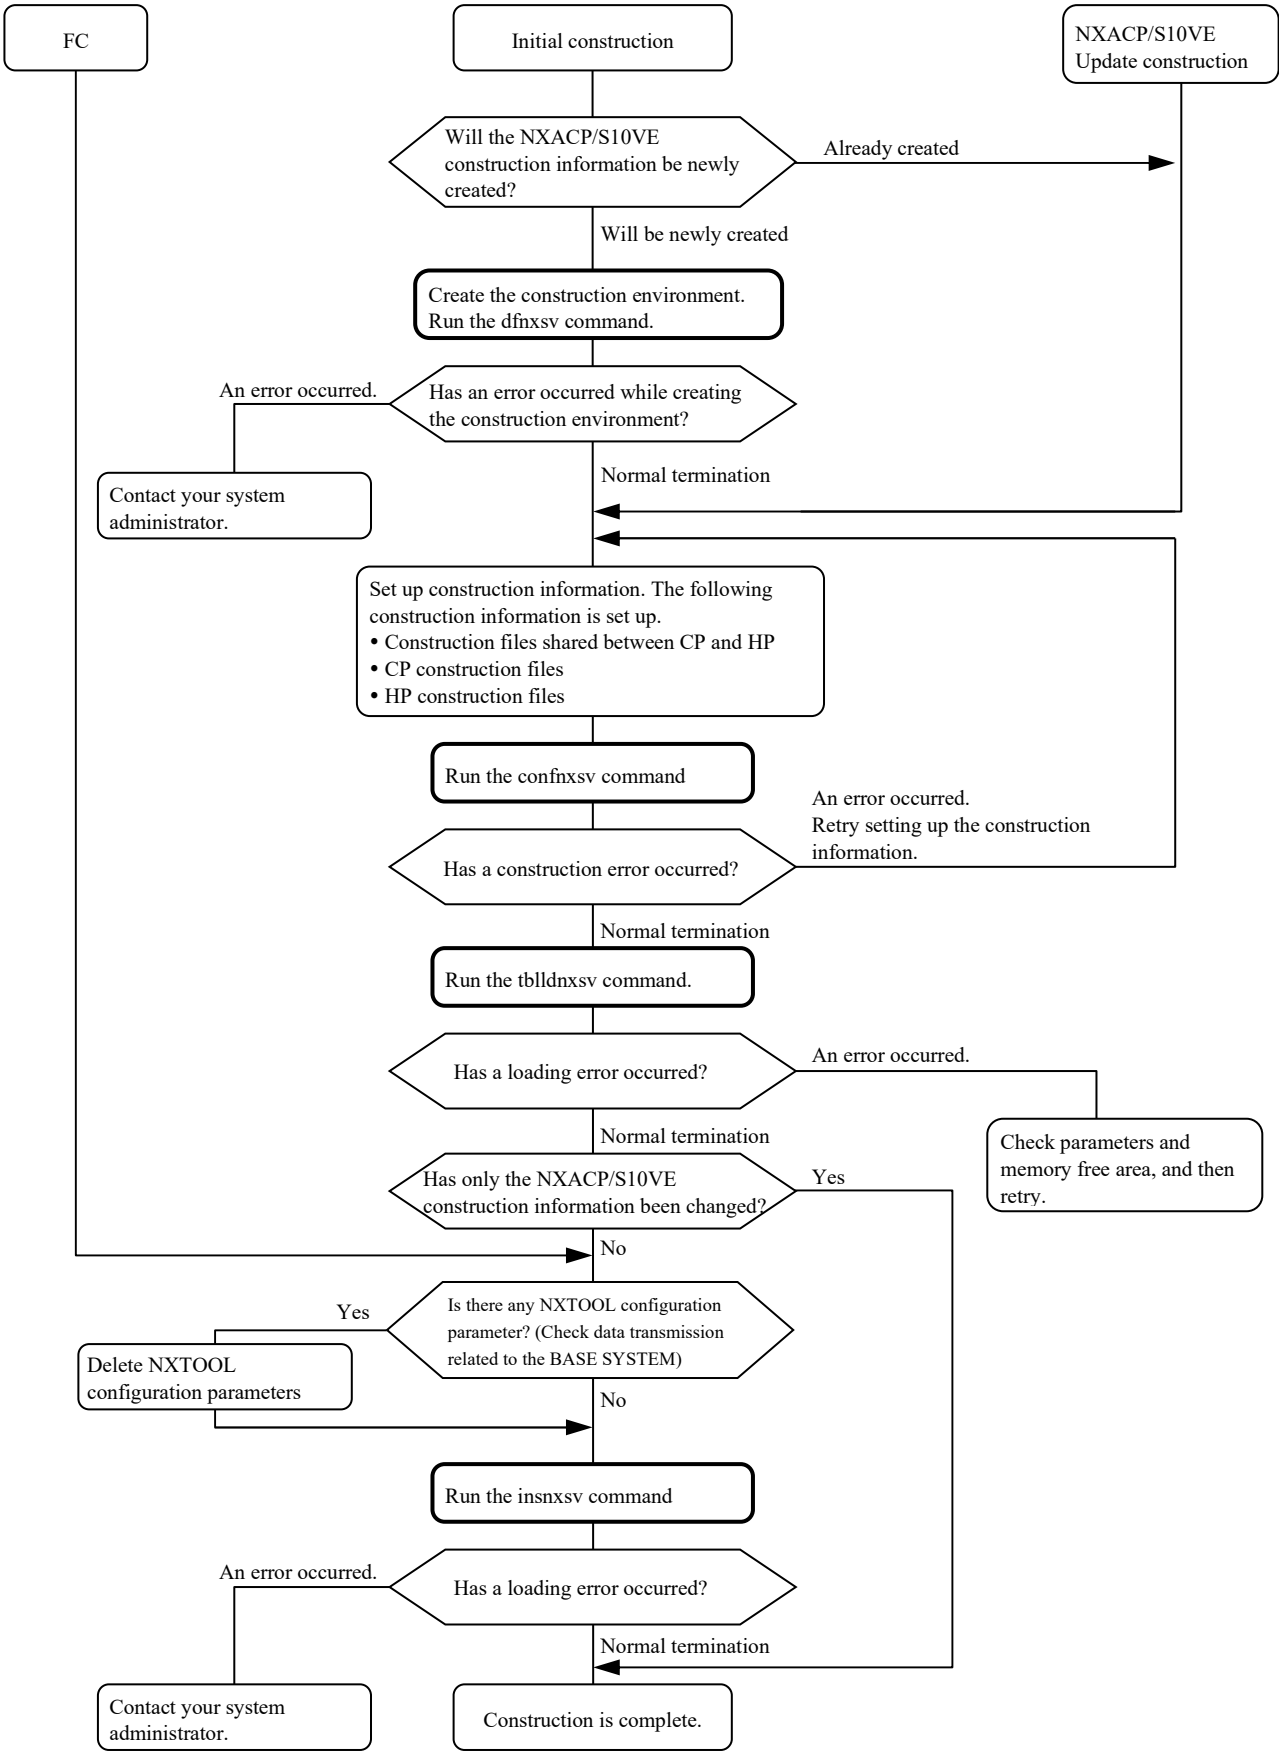 FC
Initial construction
NXACP/S10VE
Update construction
Will the NXACP/S10VE
construction information be newly
created?
Already created
Will be newly created
Create the construction environment.
Run the dfnxsv command.
An error occurred.
Has an error occurred while creating
the construction environment?
Normal termination
Contact your system
administrator.
Set up construction information. The following
construction information is set up.
• Construction files shared between CP and HP
• CP construction files
• HP construction files
Run the confnxsv command
An error occurred.
Retry setting up the construction
information.
Has a construction error occurred?
Normal termination
Run the tblldnxsv command.
Has a loading error occurred?
An error occurred.
Normal termination
Check parameters and
memory free area, and then
retry.
Has only the NXACP/S10VE
construction information been changed?
Yes
No
Is there any NXTOOL configuration
parameter? (Check data transmission
related to the BASE SYSTEM)
Yes
Delete NXTOOL
configuration parameters
No
Run the insnxsv command
An error occurred.
Has a loading error occurred?
Normal termination
Contact your system
administrator.
Construction is complete.